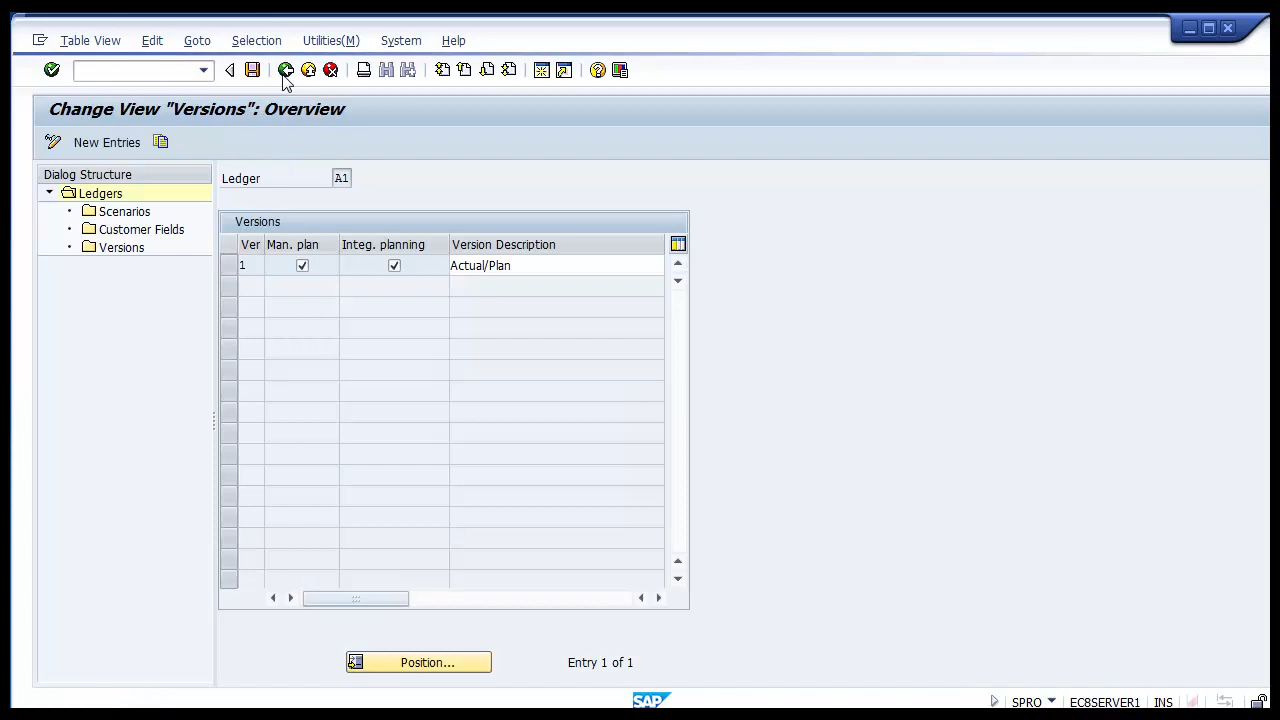 Table View Edit Goto Selection Utilities(M) System Help
Change View "Versions": Overview
New Entries
Dialog Structure
Ledgers
Scenarios
Customer Fields
Versions
Ledger A1
Versions
Ver Man. plan Integ. planning Version Description
1 Actual/Plan
Position... Entry 1 of 1
SAP SPRO EC8SERVER1 INS